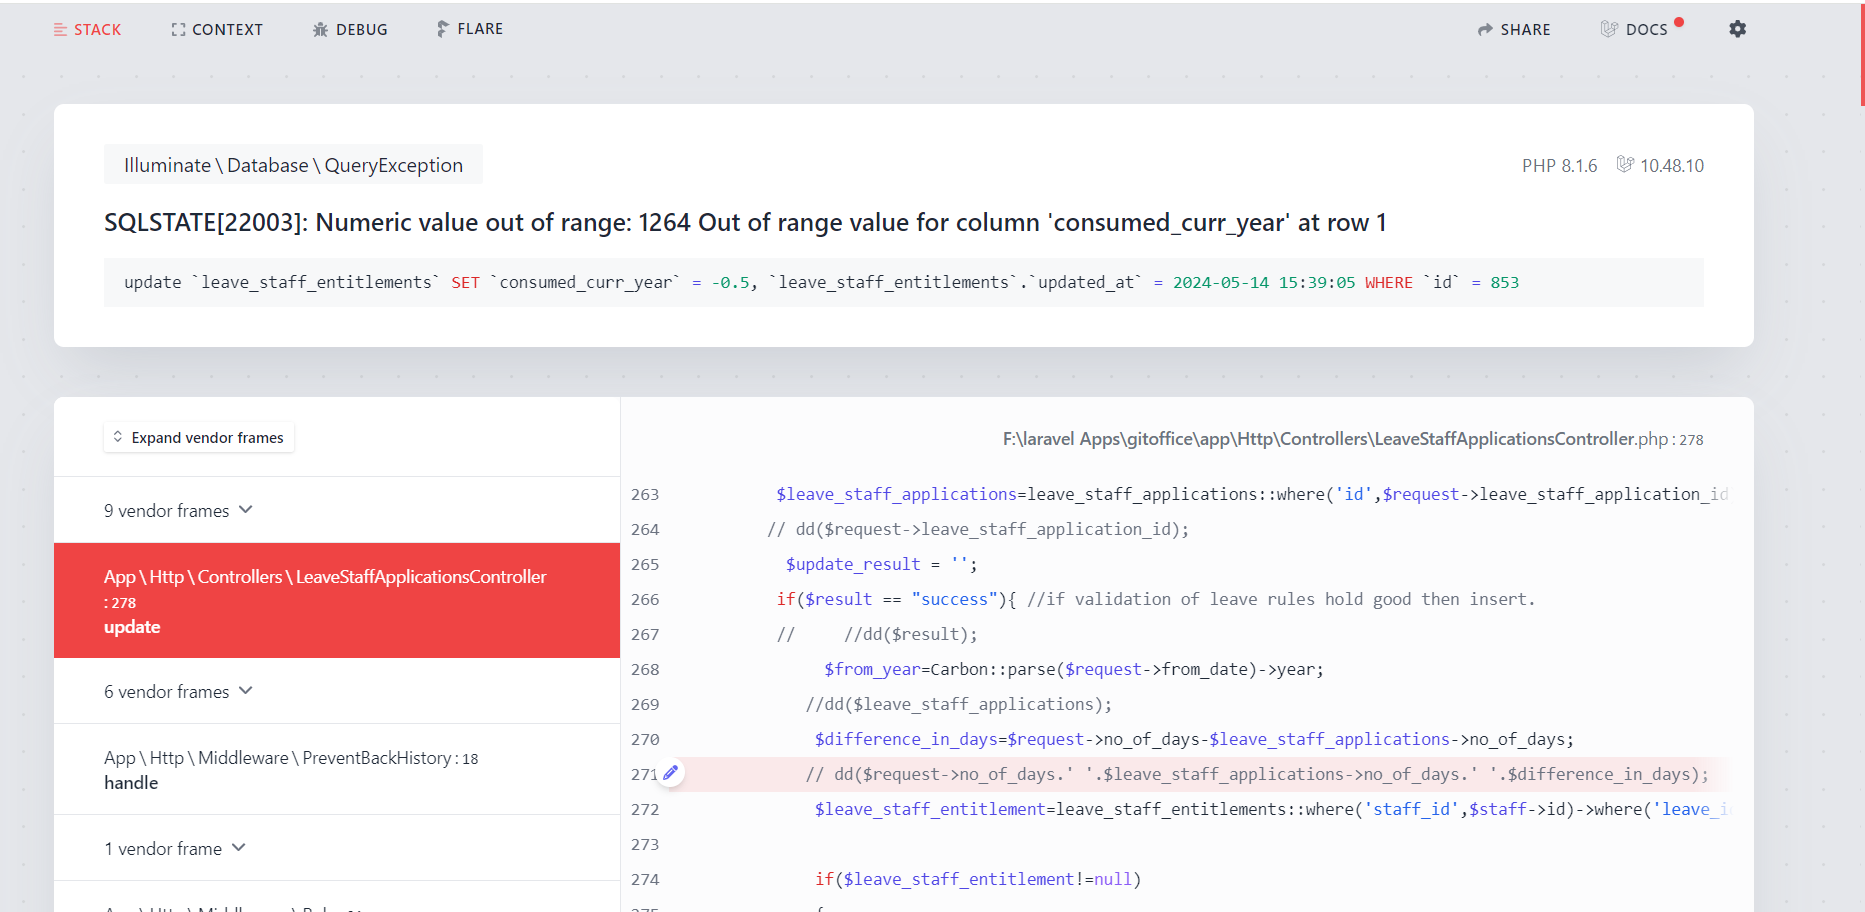 STACK CONTEXT DEBUG FLARE SHARE DOCS
Illuminate \ Database \ QueryException PHP 8.1.6 10.48.10
SQLSTATE[22003]: Numeric value out of range: 1264 Out of range value for column 'consumed_curr_year' at row 1
update `leave_staff_entitlements` SET `consumed_curr_year` = -0.5, `leave_staff_entitlements`.`updated_at` = 2024-05-14 15:39:05 WHERE `id` = 853
Expand vendor frames
9 vendor frames
App \ Http \ Controllers \ LeaveStaffApplicationsController
: 278
update
6 vendor frames
App \ Http \ Middleware \ PreventBackHistory : 18
handle
1 vendor frame
F:\laravel Apps\gitoffice\app\Http\Controllers\LeaveStaffApplicationsController.php : 278
263 $leave_staff_applications=leave_staff_applications::where('id',$request->leave_staff_application_id
264 // dd($request->leave_staff_application_id);
265 $update_result = '';
266 if($result == "success"){ //if validation of leave rules hold good then insert.
267 // //dd($result);
268 $from_year=Carbon::parse($request->from_date)->year;
269 //dd($leave_staff_applications);
270 $difference_in_days=$request->no_of_days-$leave_staff_applications->no_of_days;
271 // dd($request->no_of_days.' '.$leave_staff_applications->no_of_days.' '.$difference_in_days);
272 $leave_staff_entitlement=leave_staff_entitlements::where('staff_id',$staff->id)->where('leave_i
273
274 if($leave_staff_entitlement!=null)